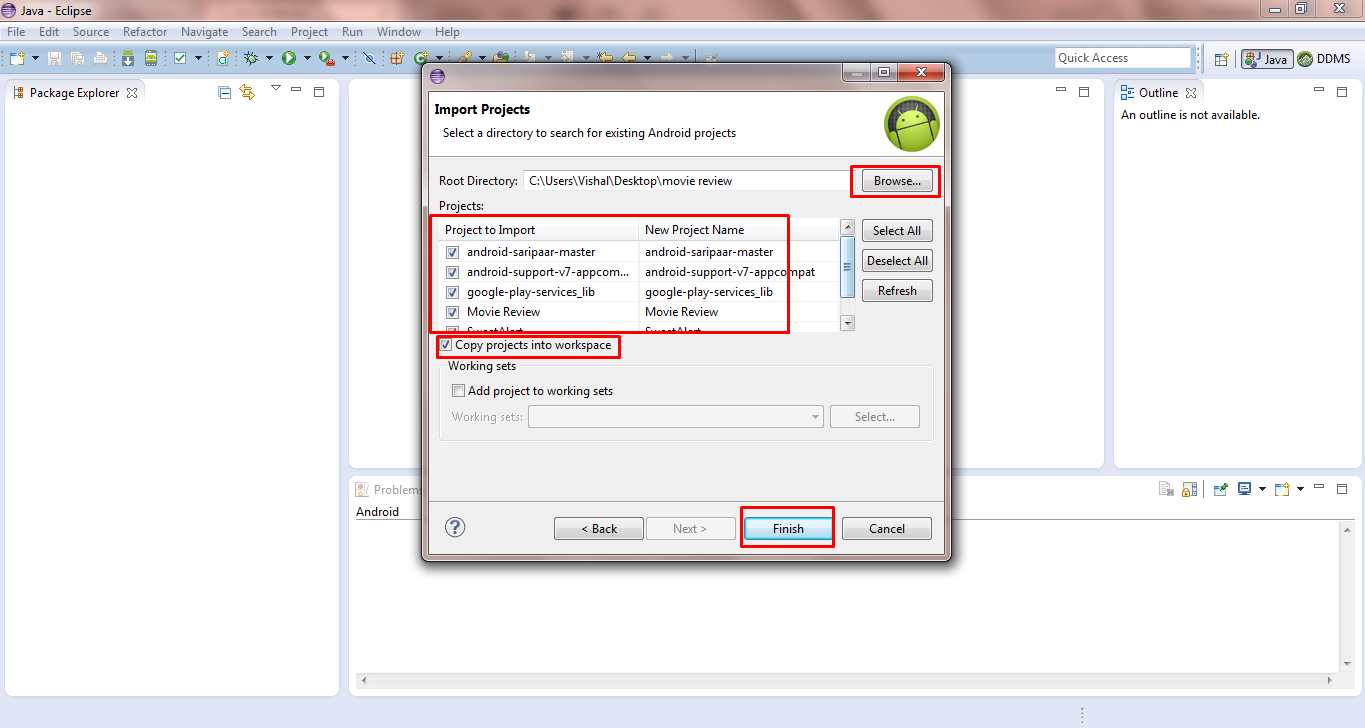 Java - Eclipse
File Edit Source Refactor Navigate Search Project Run Window Help
Quick Access
Java
DDMS
Package Explorer
Import Projects
Select a directory to search for existing Android projects
Root Directory: C:\Users\Vishal\Desktop\movie review Browse...
Projects:
Project to Import New Project Name Select All
android-saripaar-master android-saripaar-master
android-support-v7-appcom... android-support-v7-appcompat Deselect All
google-play-services_lib google-play-services_lib Refresh
Movie Review Movie Review
SweetAlert SweetAlert
Copy projects into workspace
Working sets
Add project to working sets
Working sets: Select...
< Back Next > Finish Cancel
Outline
An outline is not available.
Problems
Android